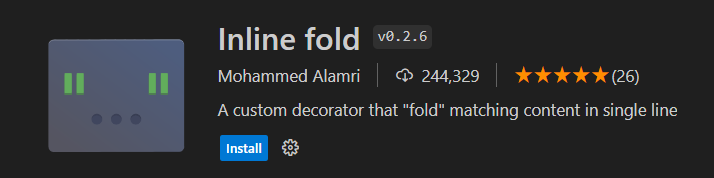 Inline fold v0.2.6
Mohammed Alamri 244,329 ★★★★★(26)
A custom decorator that "fold" matching content in single line
Install